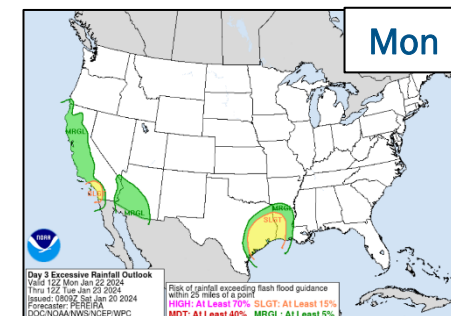 Mon
MRGL
SLGT
MRGL
MRGL
SLGT
NOAA
Day 3 Excessive Rainfall Outlook
Valid 12Z Mon Jan 22 2024
Thru 12Z Tue Jan 23 2024
Issued: 0809Z Sat Jan 20 2024
Forecaster: PEREIRA
DOC/NOAA/NWS/NCEP/WPC
Risk of rainfall exceeding flash flood guidance
within 25 miles of a point
HIGH: At Least 70% SLGT: At Least 15%
MDT: At Least 40% MRGL: At Least 5%